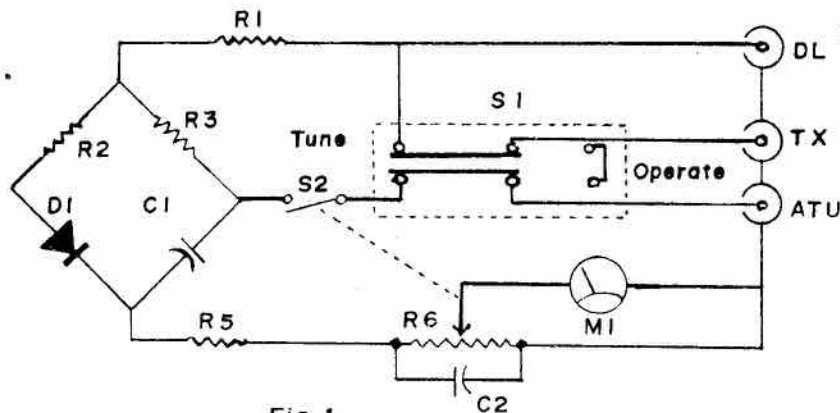 R1
DL
S1
R3
Tune
TX
R2
S2
Operate
D1
C1
ATU
R5
R6
M1
C2
Fig 1